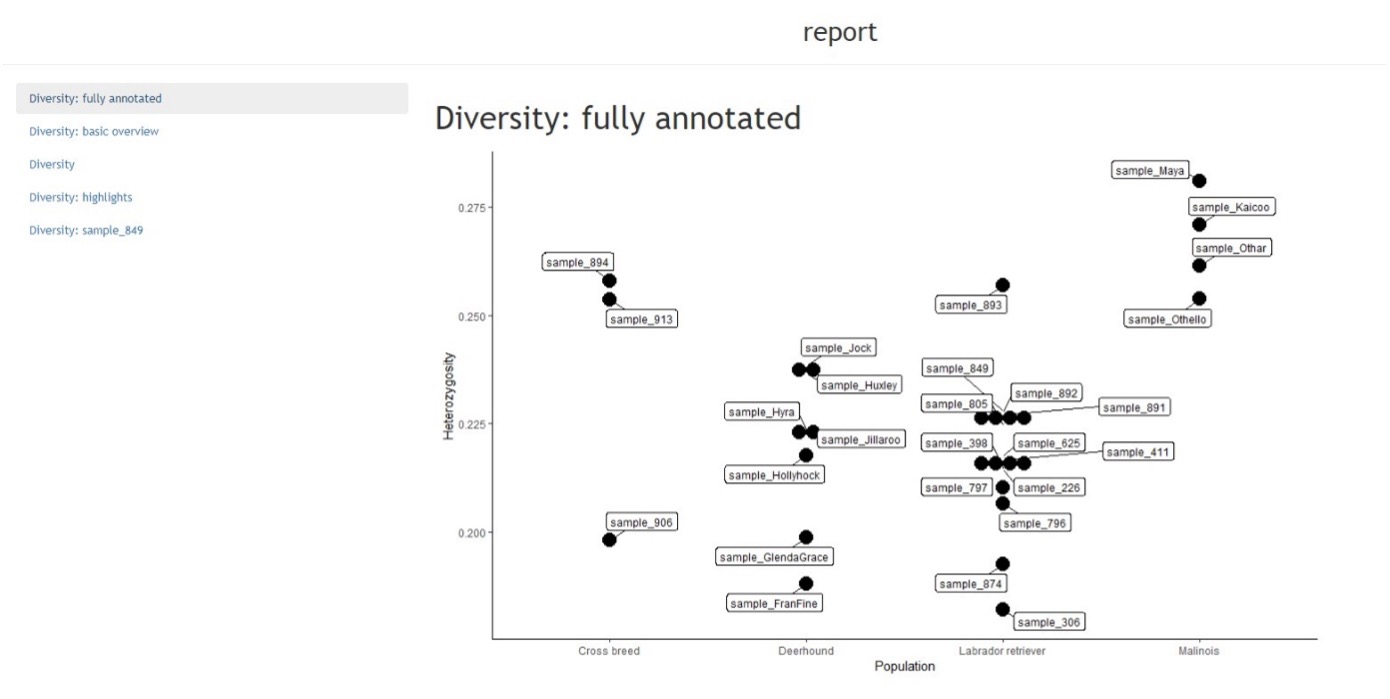 report
Diversity: fully annotated
Diversity: basic overview
Diversity
Diversity: highlights
Diversity: sample_849
Diversity: fully annotated
Heterozygosity
0.275
0.250
0.225
0.200
sample_894
sample_913
sample_906
sample_Jock
sample_Huxley
sample_Hyra
sample_Jillaroo
sample_Hollyhock
sample_GlendaGrace
sample_FranFine
sample_893
sample_849
sample_892
sample_805
sample_891
sample_398
sample_625
sample_411
sample_797
sample_226
sample_796
sample_874
sample_306
sample_Maya
sample_Kaicoo
sample_Othar
sample_Othello
Cross breed
Deerhound
Labrador retriever
Malinois
Population